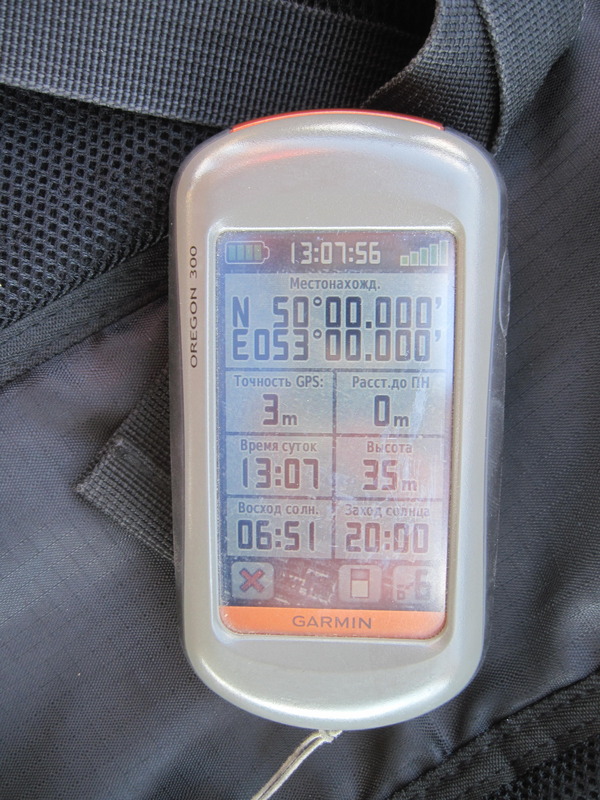 OREGON 300
13:07:56
Местонахожд.
N 50°00.000'
E053°00.000'
Точность GPS: Расст.до ПН
3m 0m
Время суток Высота
13:07 35m
Восход солн. Заход солнца
06:51 20:00
GARMIN